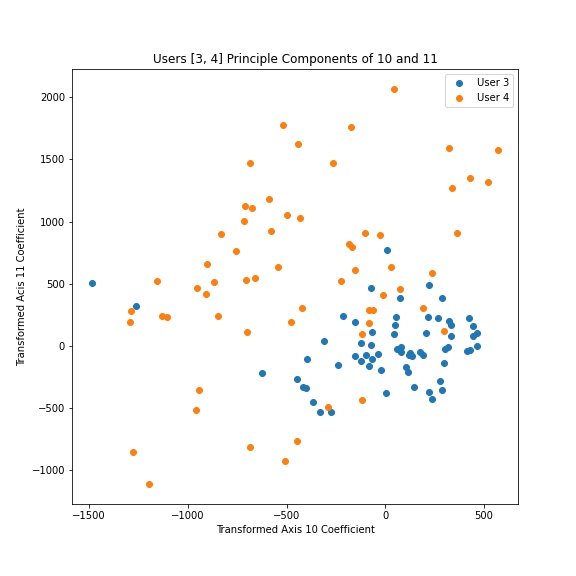 Users [3, 4] Principle Components of 10 and 11
User 3
User 4
2000
1500
1000
500
0
−500
−1000
Transformed Acis 11 Coefficient
−1500
−1000
−500
0
500
Transformed Axis 10 Coefficient